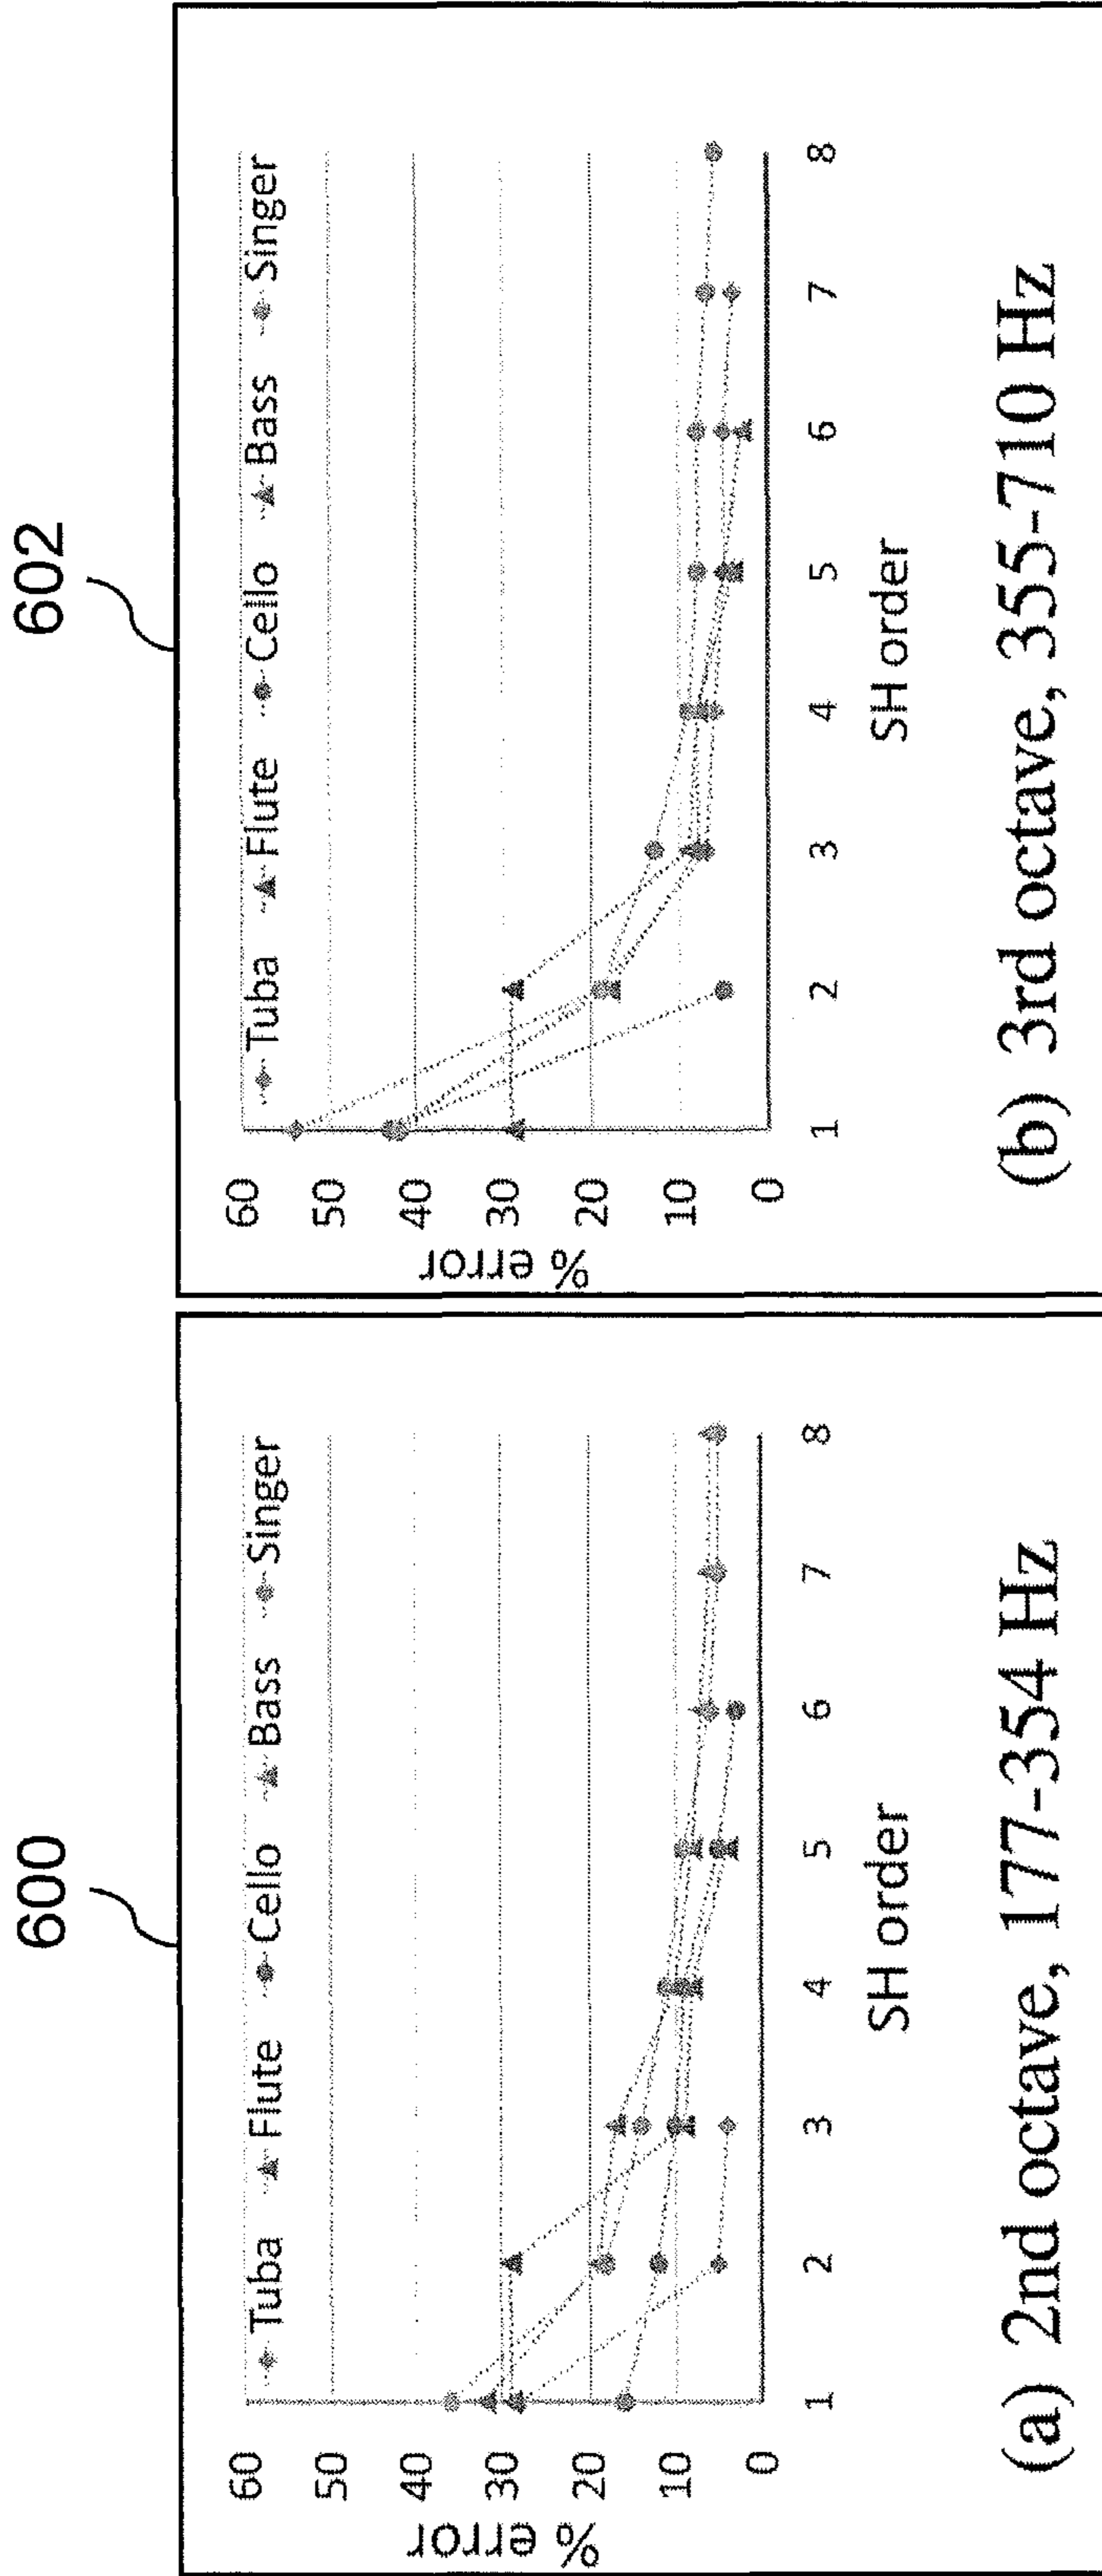 600
60
50
40
30
20
10
0
% error
Tuba Flute Cello Bass Singer
1 2 3 4 5 6 7 8
SH order
(a) 2nd octave, 177-354 Hz
602
60
50
40
30
20
10
0
% error
Tuba Flute Cello Bass Singer
1 2 3 4 5 6 7 8
SH order
(b) 3rd octave, 355-710 Hz